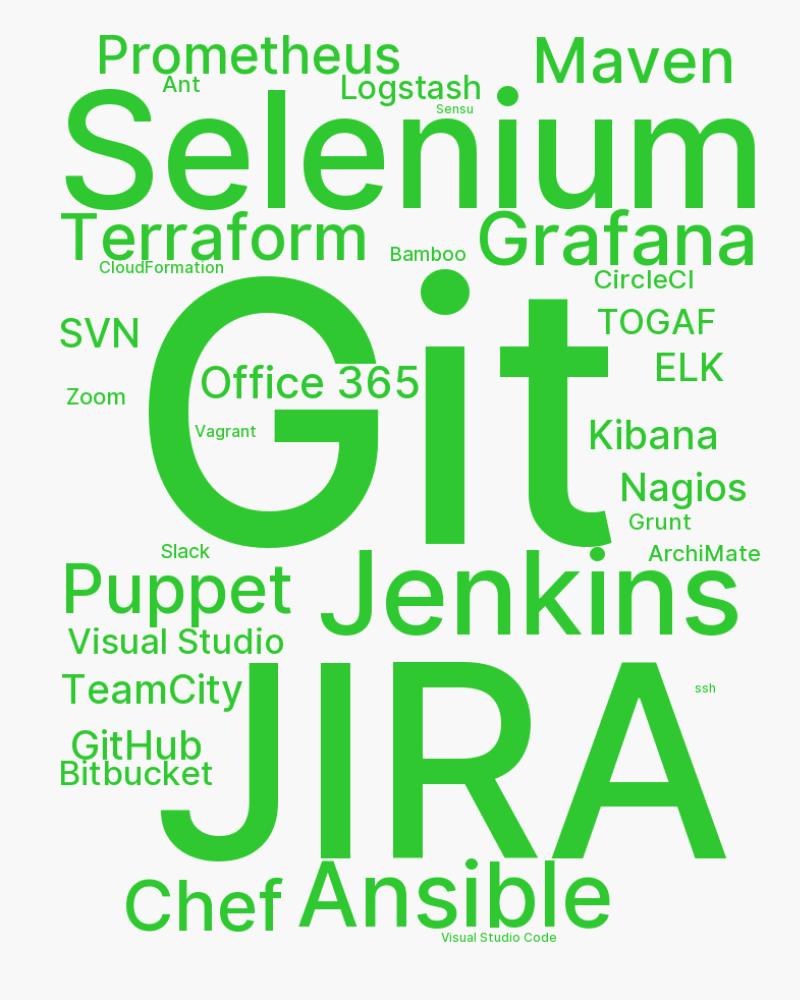 Prometheus
Maven
Ant
Logstash
Sensu
Selenium
Terraform
Grafana
Bamboo
CloudFormation
CircleCI
Git
SVN
TOGAF
ELK
Office 365
Zoom
Vagrant
Kibana
Nagios
Grunt
Slack
ArchiMate
Puppet
Jenkins
Visual Studio
TeamCity
ssh
JIRA
GitHub
Bitbucket
Chef
Ansible
Visual Studio Code